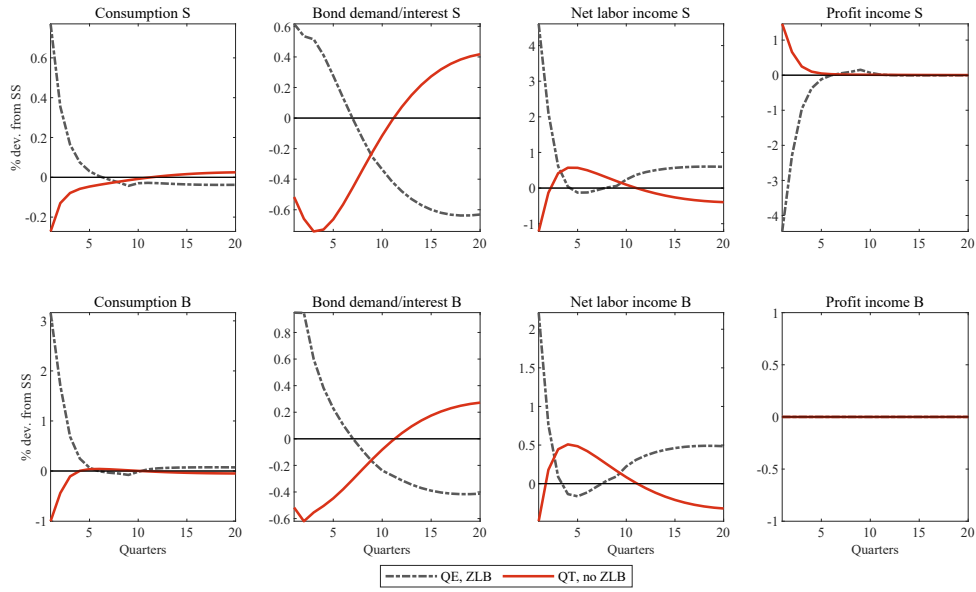 Consumption S
Bond demand/interest S
Net labor income S
Profit income S
% dev. from SS
0.6
0.4
0.2
0
-0.2
5 10 15 20
0.6
0.4
0.2
0
-0.2
-0.4
-0.6
5 10 15 20
4
3
2
1
0
-1
5 10 15 20
1
0
-1
-2
-3
-4
5 10 15 20
Consumption B
Bond demand/interest B
Net labor income B
Profit income B
% dev. from SS
3
2
1
0
-1
5 10 15 20
Quarters
0.8
0.6
0.4
0.2
0
-0.2
-0.4
-0.6
5 10 15 20
Quarters
2
1.5
1
0.5
0
5 10 15 20
Quarters
1
0.5
0
-0.5
-1
5 10 15 20
Quarters
QE, ZLB
QT, no ZLB